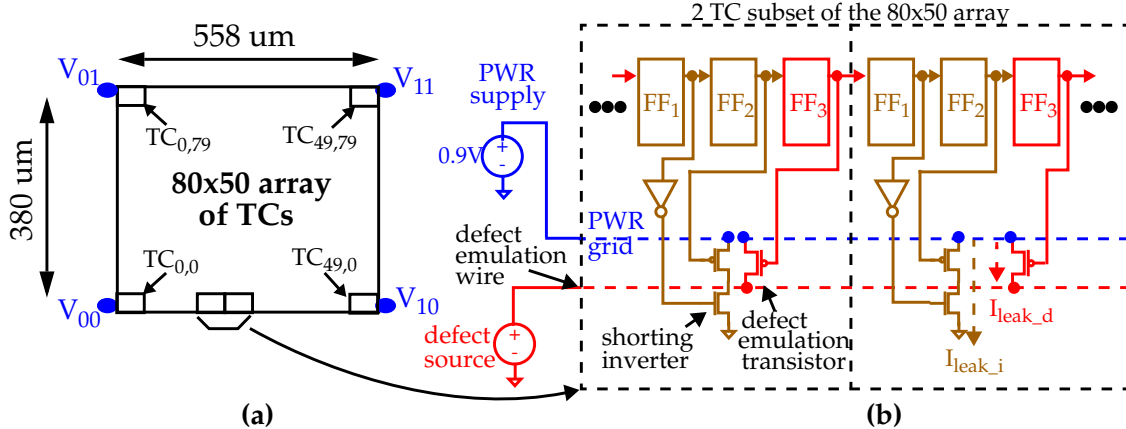 558 um
V01
V11
TC0,79
TC49,79
380 um
80x50 array
of TCs
TC0,0
TC49,0
V00
V10
(a)
2 TC subset of the 80x50 array
PWR
supply
+
0.9V
-
PWR
grid
defect
emulation
wire
defect
source
+
-
FF1
FF2
FF3
FF1
FF2
FF3
shorting
inverter
defect
emulation
transistor
Ileak_d
Ileak_i
(b)